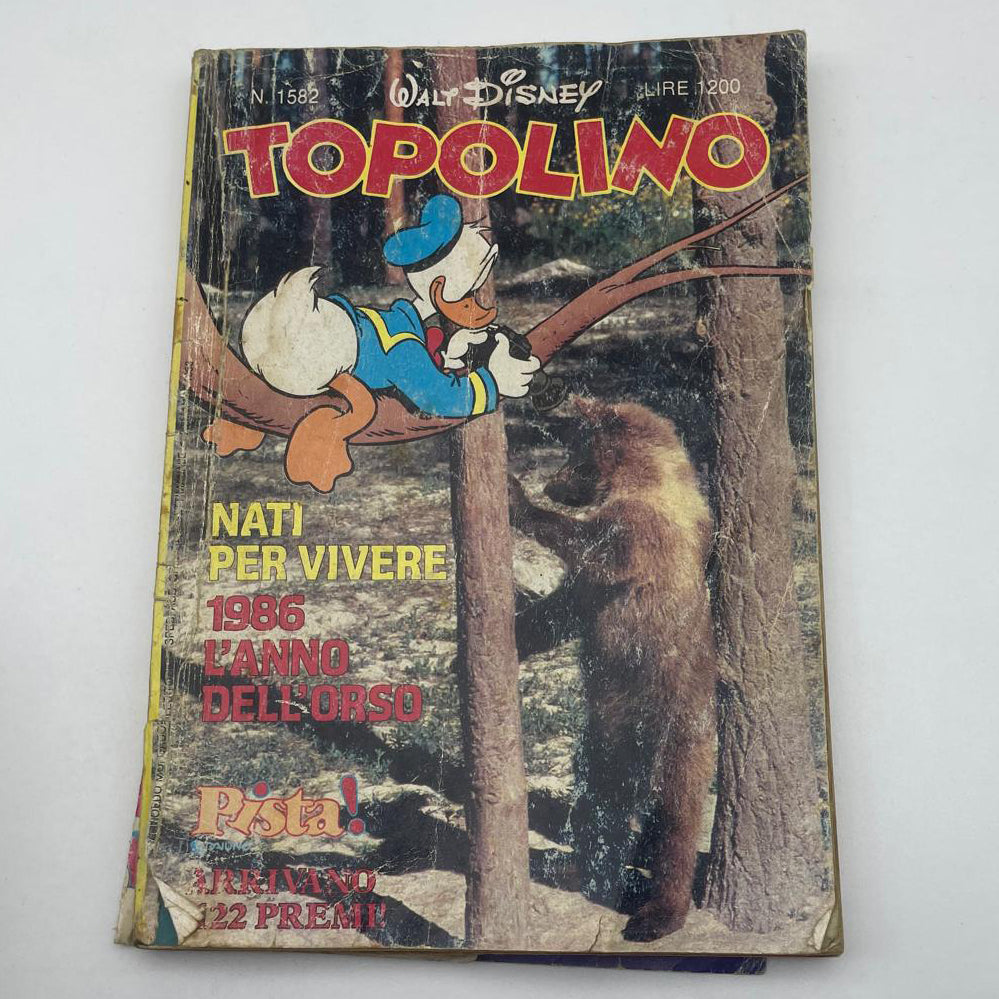 N. 1582
WALT DISNEY
LIRE 1200
TOPOLINO
NATI
PER VIVERE
1986
L'ANNO
DELL'ORSO
Pista!
ARRIVANO
122 PREMI!